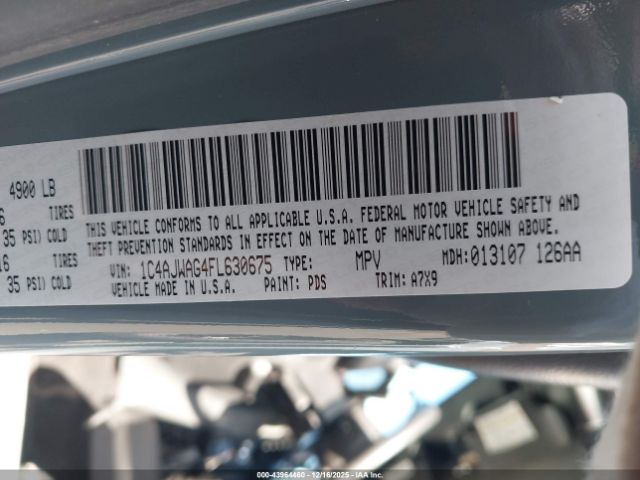 4900 LB
6 TIRES
35 PSI) COLD
16 TIRES
35 PSI) COLD
THIS VEHICLE CONFORMS TO ALL APPLICABLE U.S.A. FEDERAL MOTOR VEHICLE SAFETY AND
THEFT PREVENTION STANDARDS IN EFFECT ON THE DATE OF MANUFACTURE SHOWN ABOVE.
VIN: 1C4AJWAG4FL630675 TYPE: MPV MDH:013107 126AA
VEHICLE MADE IN U.S.A. PAINT: PDS TRIM: A7X9
000-43964460 - 12/16/2025 - IAA Inc.